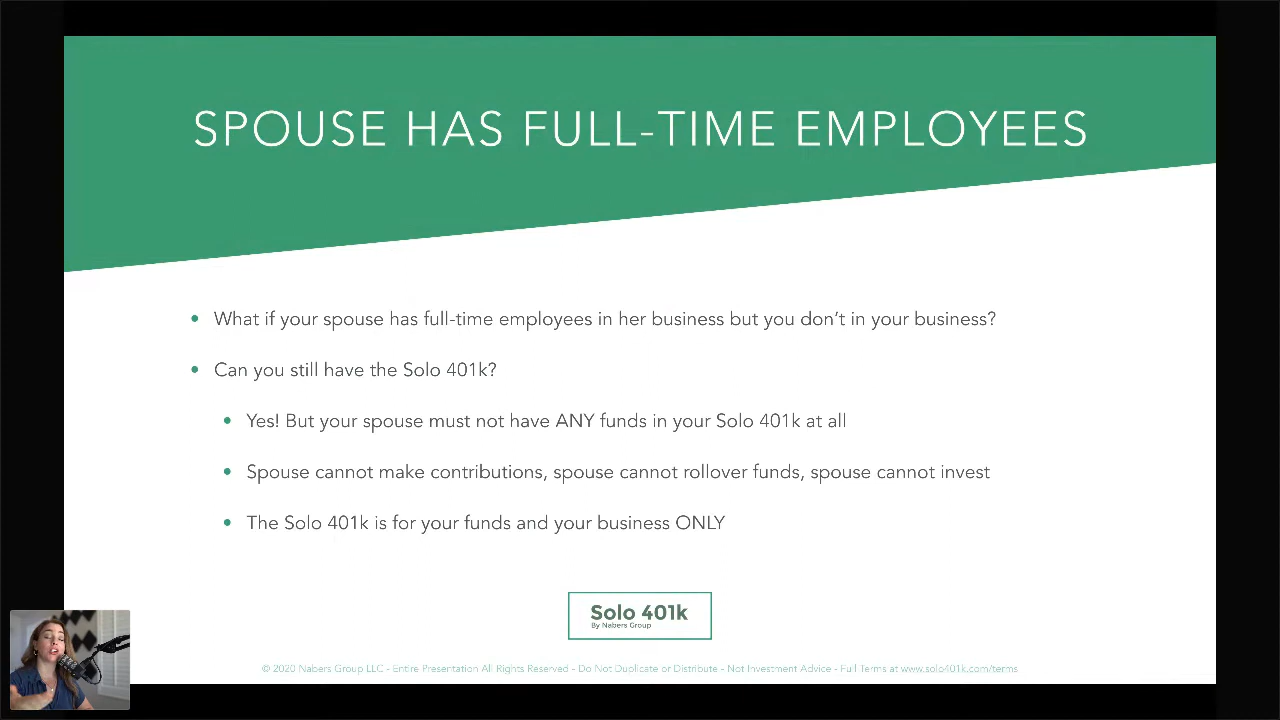 SPOUSE HAS FULL-TIME EMPLOYEES
• What if your spouse has full-time employees in her business but you don't in your business?
• Can you still have the Solo 401k?
• Yes! But your spouse must not have ANY funds in your Solo 401k at all
• Spouse cannot make contributions, spouse cannot rollover funds, spouse cannot invest
• The Solo 401k is for your funds and your business ONLY
Solo 401k
By Nabers Group
© 2020 Nabers Group LLC - Entire Presentation All Rights Reserved - Do Not Duplicate or Distribute - Not Investment Advice - Full Terms at www.solo401k.com/terms